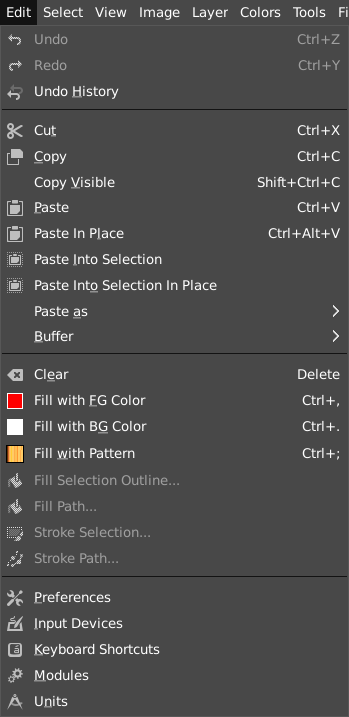 Edit Select View Image Layer Colors Tools Fi
Undo Ctrl+Z
Redo Ctrl+Y
Undo History
Cut Ctrl+X
Copy Ctrl+C
Copy Visible Shift+Ctrl+C
Paste Ctrl+V
Paste In Place Ctrl+Alt+V
Paste Into Selection
Paste Into Selection In Place
Paste as
Buffer
Clear Delete
Fill with FG Color Ctrl+,
Fill with BG Color Ctrl+.
Fill with Pattern Ctrl+;
Fill Selection Outline...
Fill Path...
Stroke Selection...
Stroke Path...
Preferences
Input Devices
Keyboard Shortcuts
Modules
Units